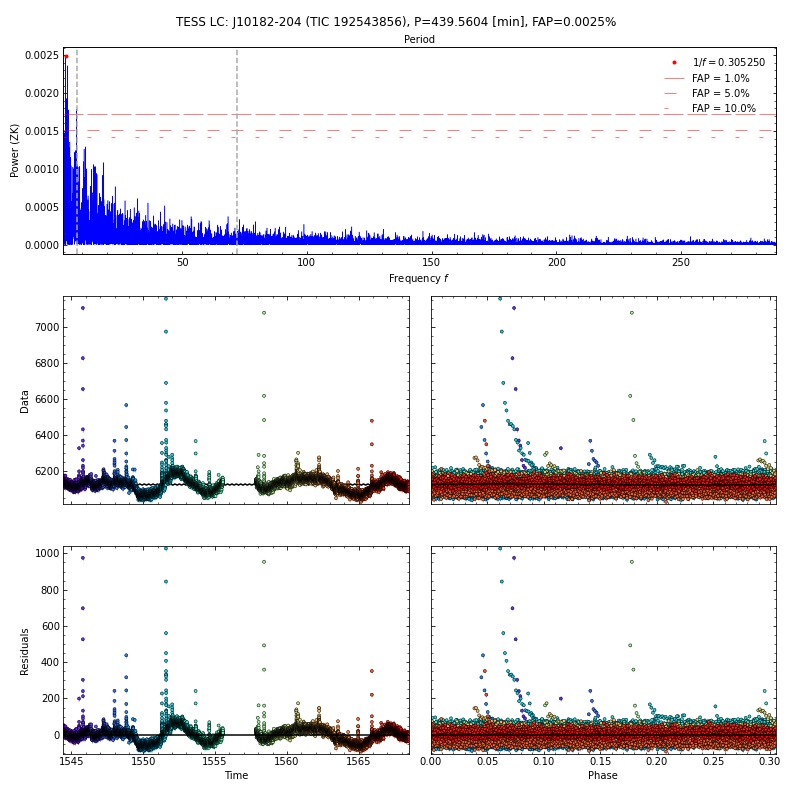 TESS LC: J10182-204 (TIC 192543856), P=439.5604 [min], FAP=0.0025%
Period
Power (ZK)
0.0025
0.0020
0.0015
0.0010
0.0005
0.0000
1/f = 0.305250
FAP = 1.0%
FAP = 5.0%
FAP = 10.0%
50 100 150 200 250
Frequency f
Data
7000
6800
6600
6400
6200
Residuals
1000
800
600
400
200
0
1545 1550 1555 1560 1565
Time
0.00 0.05 0.10 0.15 0.20 0.25 0.30
Phase